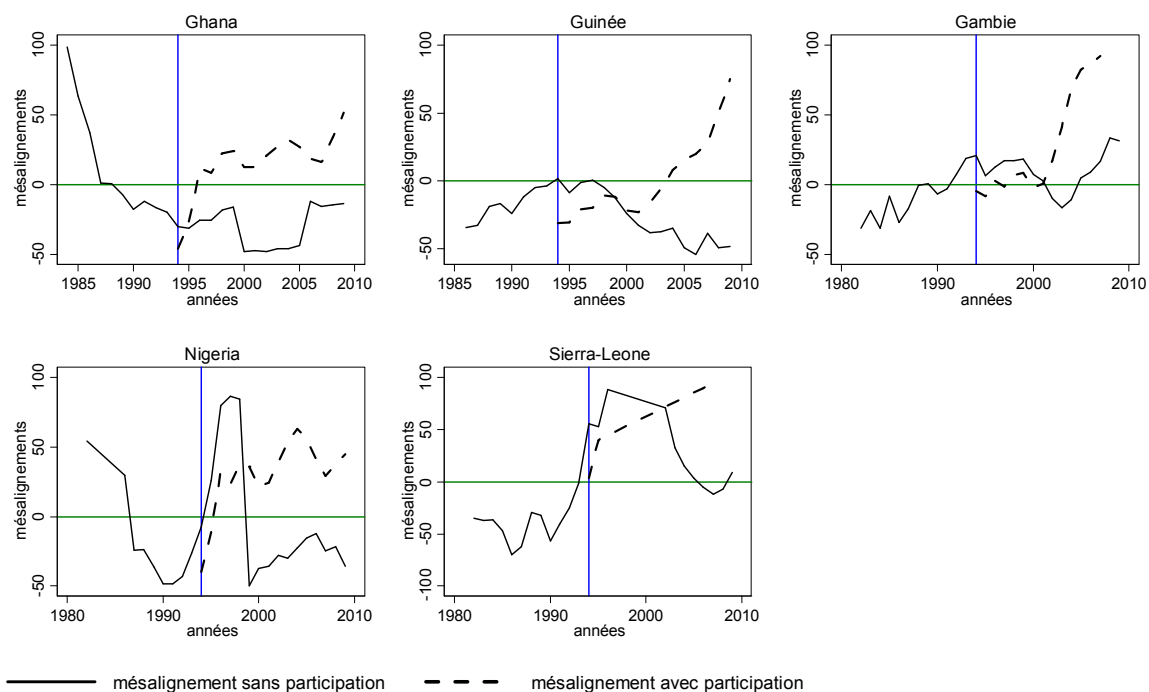 Ghana
mésalignements
100
50
0
-50
1985 1990 1995 2000 2005 2010
années
Guinée
mésalignements
100
50
0
-50
1985 1990 1995 2000 2005 2010
années
Gambie
mésalignements
100
50
0
-50
1980 1990 2000 2010
années
Nigeria
mésalignements
100
50
0
-50
1980 1990 2000 2010
années
Sierra-Leone
mésalignements
100
50
0
-50
-100
1980 1990 2000 2010
années
mésalignement sans participation
mésalignement avec participation